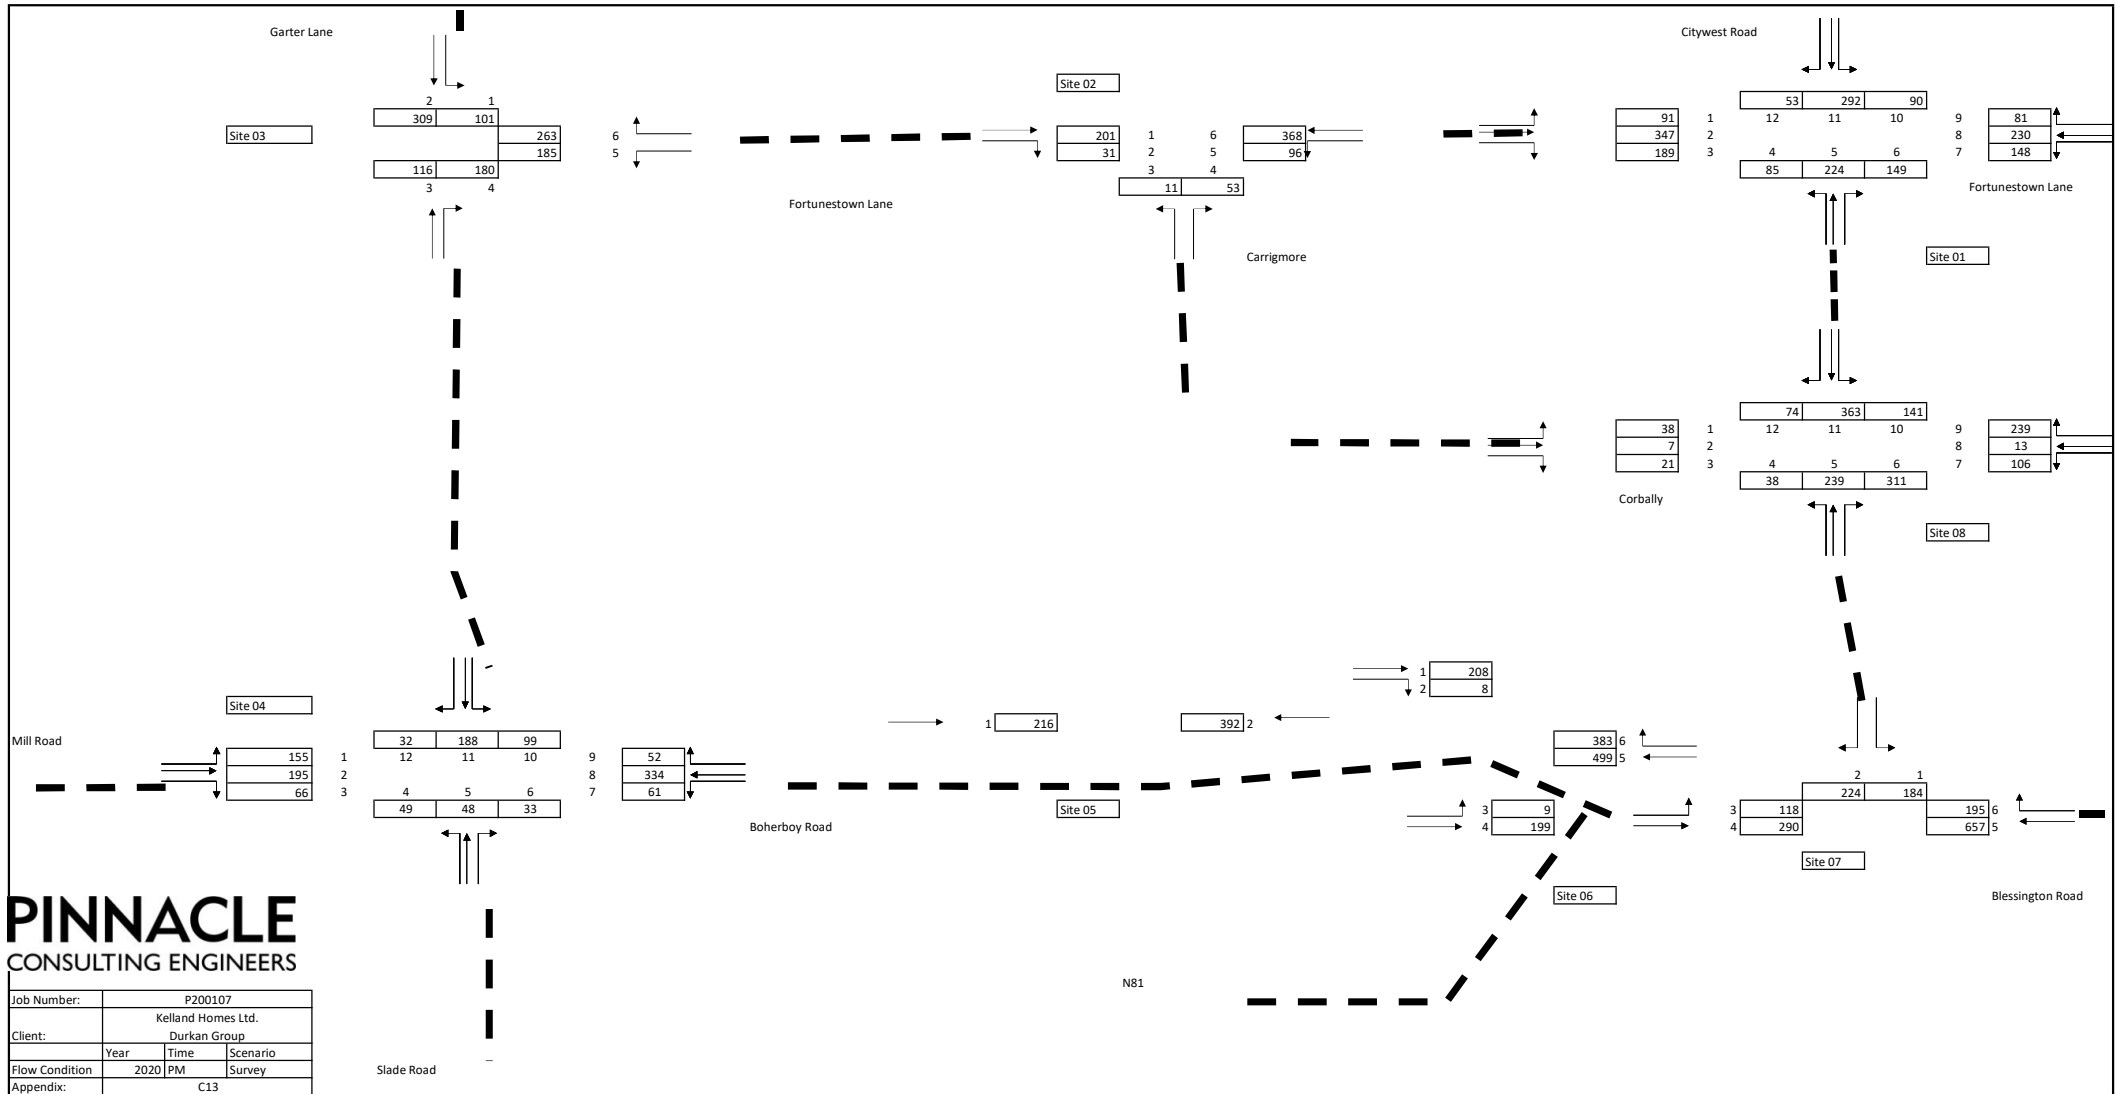 Garter Lane
Citywest Road
Site 02
2 1
309 101
Site 03
263 6
185 5
116 180
3 4
Fortunestown Lane
201 1 6 368
31 2 5 96
3 4
11 53
Carrigmore
53 292 90
91 1 12 11 10 9 81
347 2 8 230
189 3 4 5 6 7 148
85 224 149
Fortunestown Lane
Site 01
74 363 141
38 1 12 11 10 9 239
7 2 8 13
21 3 4 5 6 7 106
38 239 311
Corbally
Site 08
Site 04
Mill Road
32 188 99
155 1 12 11 10 9 52
195 2 8 334
66 3 4 5 6 7 61
49 48 33
Boherboy Road
1 216
392 2
Site 05
1 208
2 8
383 6
499 5
3 9
4 199
Site 06
2 1
224 184
3 118 195 6
4 290 657 5
Site 07
Blessington Road
N81
Slade Road
PINNACLE
CONSULTING ENGINEERS
Job Number: P200107
Kelland Homes Ltd.
Client: Durkan Group
Year Time Scenario
Flow Condition 2020 PM Survey
Appendix: C13